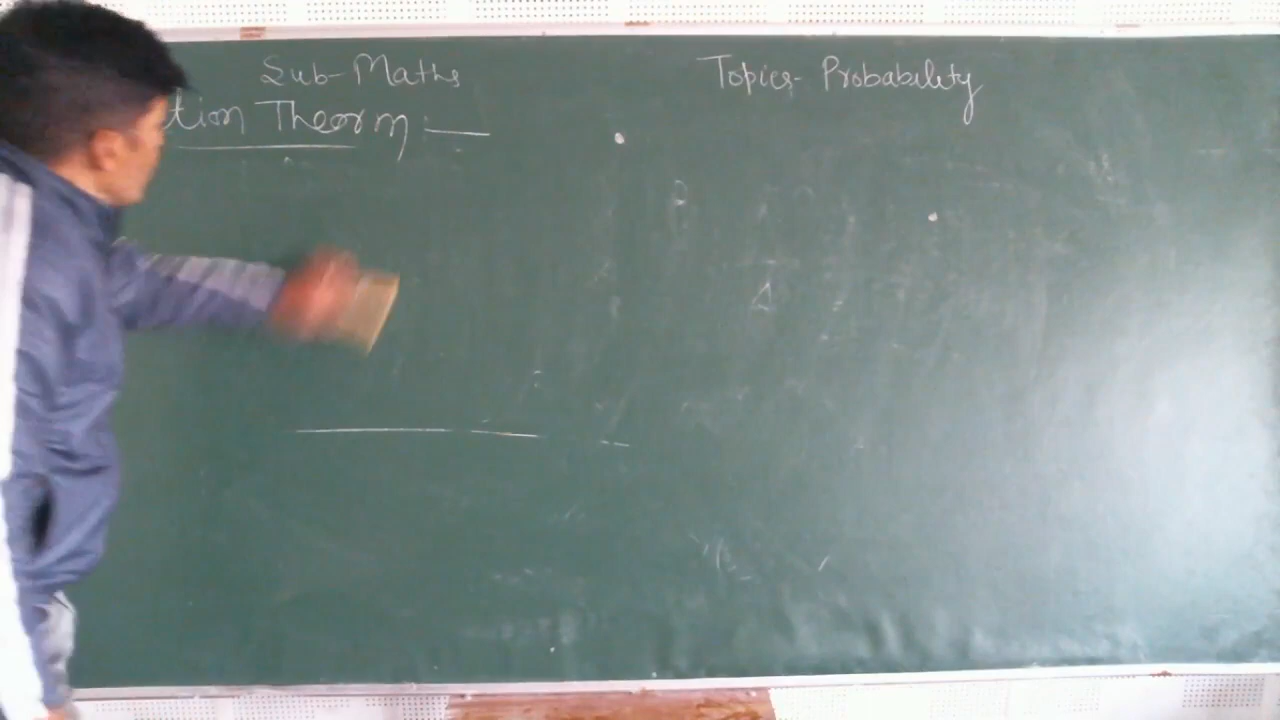 Sub-Maths
Topics- Probability
tion Theorm :—